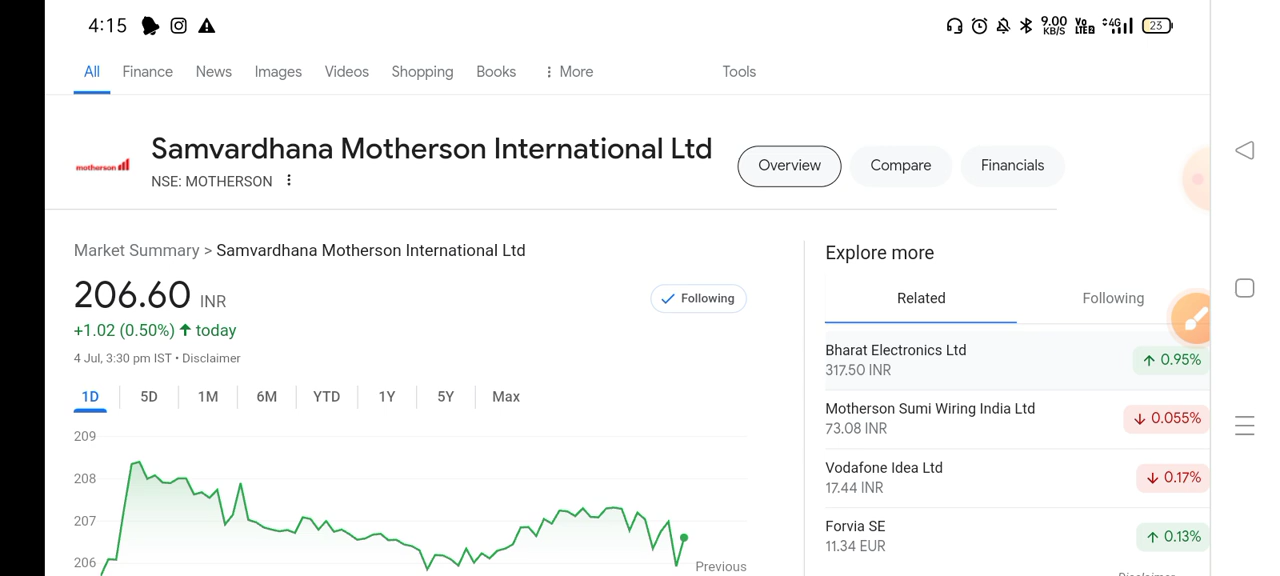 4:15
9.00 KB/S Vo LTE2 4G 23
All Finance News Images Videos Shopping Books ⋮ More Tools
motherson
Samvardhana Motherson International Ltd
NSE: MOTHERSON ⋮
Overview Compare Financials
Market Summary > Samvardhana Motherson International Ltd
206.60 INR
Following
+1.02 (0.50%) ↑ today
4 Jul, 3:30 pm IST • Disclaimer
1D 5D 1M 6M YTD 1Y 5Y Max
209
208
207
206
Previous
Explore more
Related Following
Bharat Electronics Ltd
317.50 INR
↑ 0.95%
Motherson Sumi Wiring India Ltd
73.08 INR
↓ 0.055%
Vodafone Idea Ltd
17.44 INR
↓ 0.17%
Forvia SE
11.34 EUR
↑ 0.13%
Disclaimer